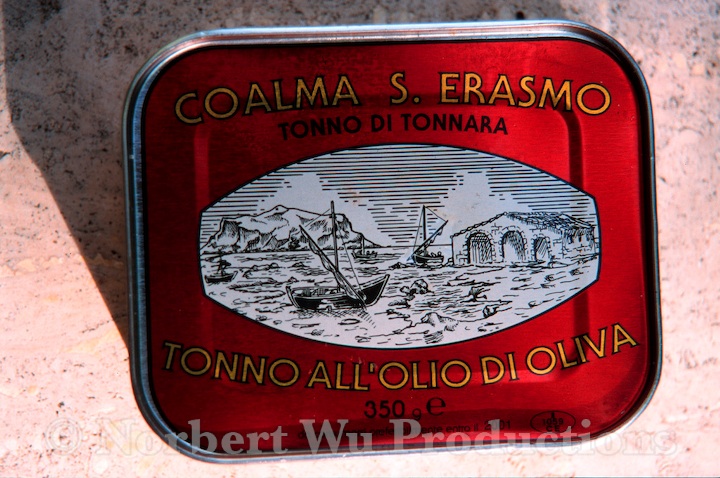 COALMA S. ERASMO
TONNO DI TONNARA
TONNO ALL'OLIO DI OLIVA
350 g e
© Norbert Wu Productions